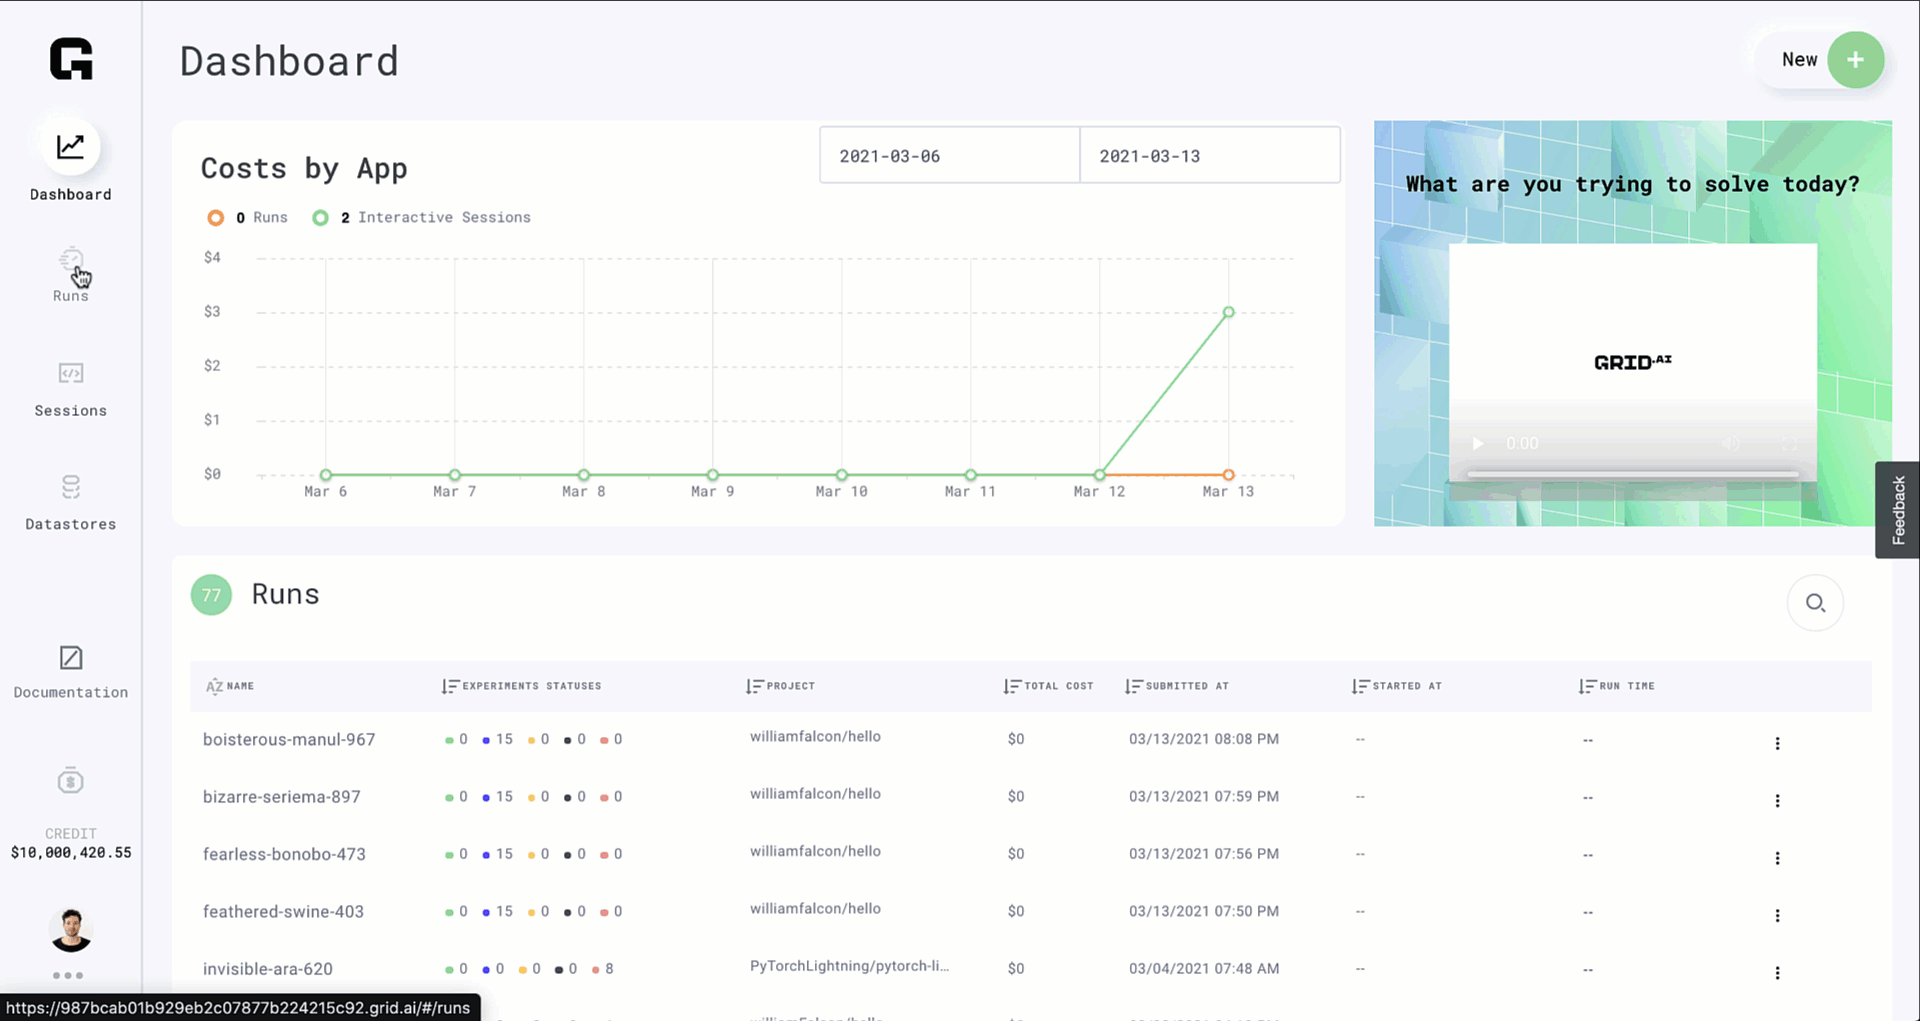 Dashboard
New
Dashboard
Runs
Sessions
Datastores
Documentation
CREDIT
$10,000,420.55
Costs by App
2021-03-06
2021-03-13
0 Runs
2 Interactive Sessions
$4
$3
$2
$1
$0
Mar 6 Mar 7 Mar 8 Mar 9 Mar 10 Mar 11 Mar 12 Mar 13
What are you trying to solve today?
GRID.AI
0:00
Feedback
77 Runs
NAME EXPERIMENTS STATUSES PROJECT TOTAL COST SUBMITTED AT STARTED AT RUN TIME
boisterous-manul-967 0 15 0 0 0 williamfalcon/hello $0 03/13/2021 08:08 PM -- --
bizarre-seriema-897 0 15 0 0 0 williamfalcon/hello $0 03/13/2021 07:59 PM -- --
fearless-bonobo-473 0 15 0 0 0 williamfalcon/hello $0 03/13/2021 07:56 PM -- --
feathered-swine-403 0 15 0 0 0 williamfalcon/hello $0 03/13/2021 07:50 PM -- --
invisible-ara-620 0 0 0 0 8 PyTorchLightning/pytorch-li… $0 03/04/2021 07:48 AM -- --
https://987bcab01b929eb2c07877b224215c92.grid.ai/#/runs